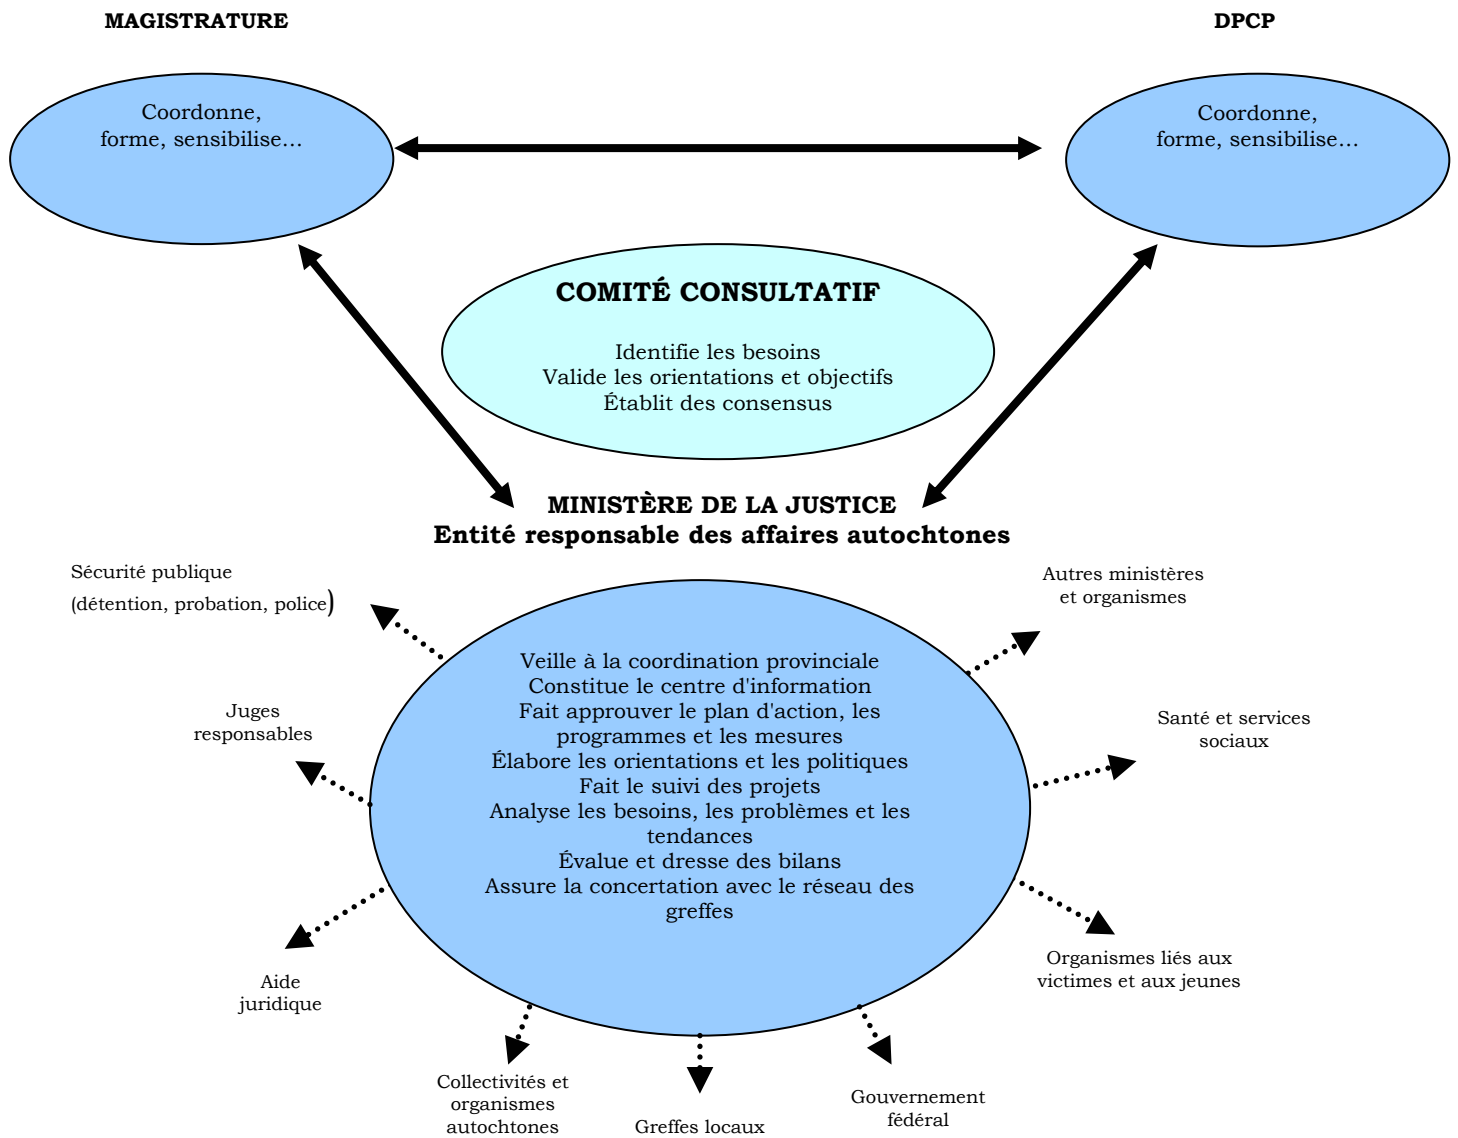 MAGISTRATURE
DPCP
Coordonne,
forme, sensibilise…
Coordonne,
forme, sensibilise…
COMITÉ CONSULTATIF
Identifie les besoins
Valide les orientations et objectifs
Établit des consensus
MINISTÈRE DE LA JUSTICE
Entité responsable des affaires autochtones
Sécurité publique
(détention, probation, police)
Autres ministères
et organismes
Veille à la coordination provinciale
Constitue le centre d'information
Fait approuver le plan d'action, les
programmes et les mesures
Élabore les orientations et les politiques
Fait le suivi des projets
Analyse les besoins, les problèmes et les
tendances
Évalue et dresse des bilans
Assure la concertation avec le réseau des
greffes
Juges
responsables
Santé et services
sociaux
Aide
juridique
Organismes liés aux
victimes et aux jeunes
Collectivités et
organismes
autochtones
Greffes locaux
Gouvernement
fédéral